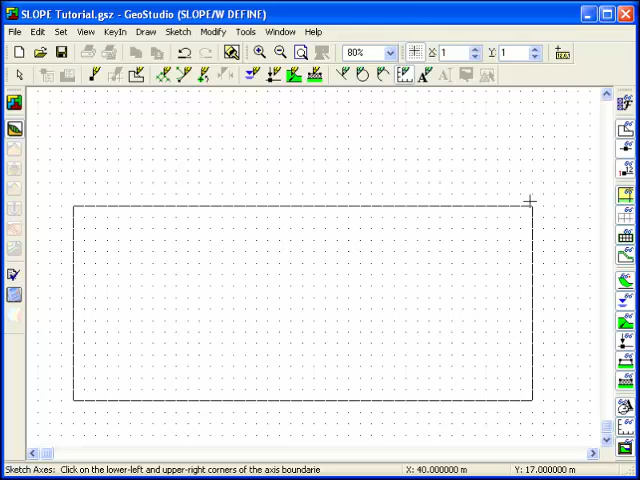 SLOPE Tutorial.gsz - GeoStudio (SLOPE/W DEFINE)
File Edit Set View KeyIn Draw Sketch Modify Tools Window Help
80% X: 1 Y: 1
Sketch Axes: Click on the lower-left and upper-right corners of the axis boundarie X: 40.000000 m Y: 17.000000 m